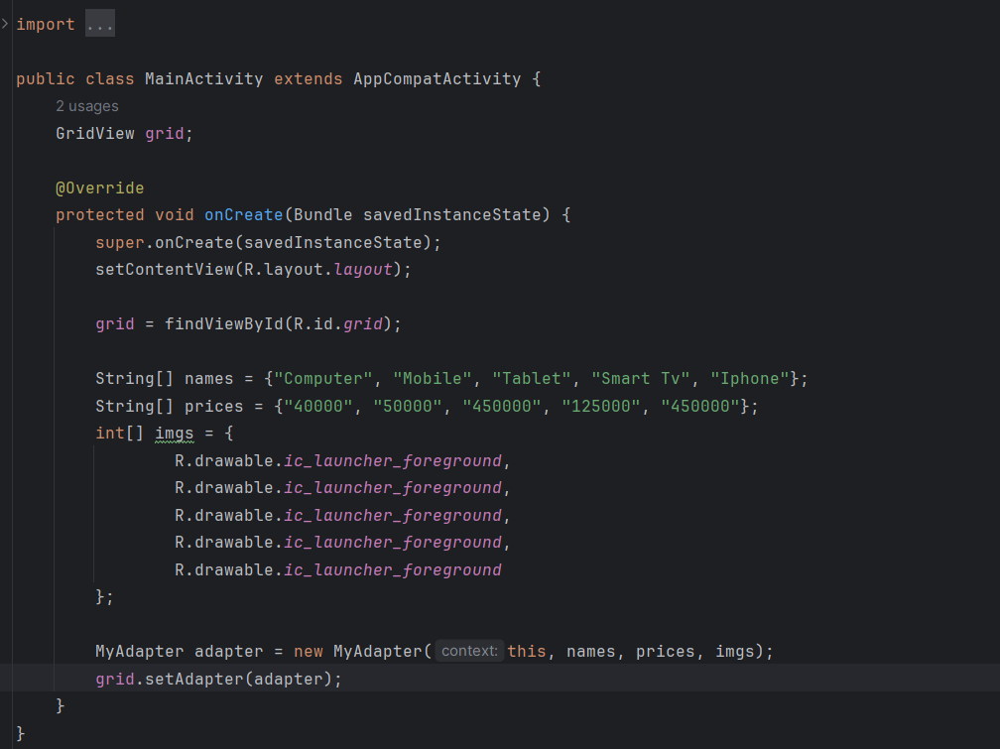 import ...
public class MainActivity extends AppCompatActivity {
2 usages
GridView grid;
@Override
protected void onCreate(Bundle savedInstanceState) {
super.onCreate(savedInstanceState);
setContentView(R.layout.layout);
grid = findViewById(R.id.grid);
String[] names = {"Computer", "Mobile", "Tablet", "Smart Tv", "Iphone"};
String[] prices = {"40000", "50000", "450000", "125000", "450000"};
int[] imgs = {
R.drawable.ic_launcher_foreground,
R.drawable.ic_launcher_foreground,
R.drawable.ic_launcher_foreground,
R.drawable.ic_launcher_foreground,
R.drawable.ic_launcher_foreground
};
MyAdapter adapter = new MyAdapter( context: this, names, prices, imgs);
grid.setAdapter(adapter);
}
}